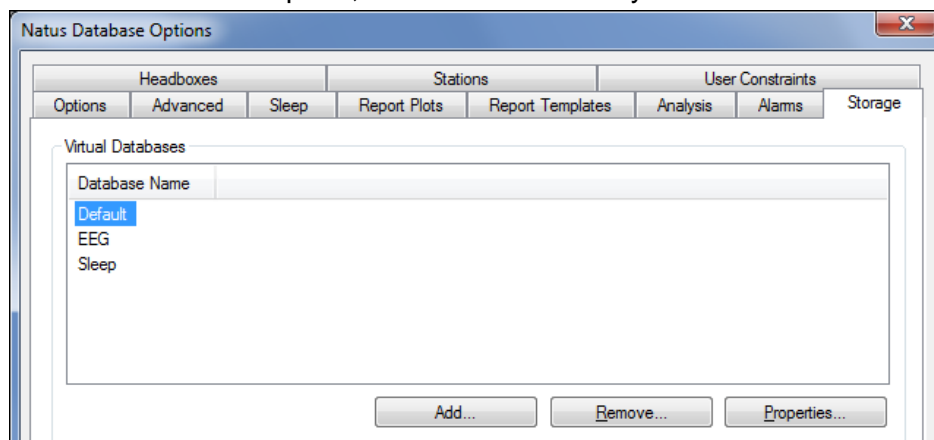 Natus Database Options
Headboxes Stations User Constraints
Options Advanced Sleep Report Plots Report Templates Analysis Alarms Storage
Virtual Databases
Database Name
Default
EEG
Sleep
Add... Remove... Properties...